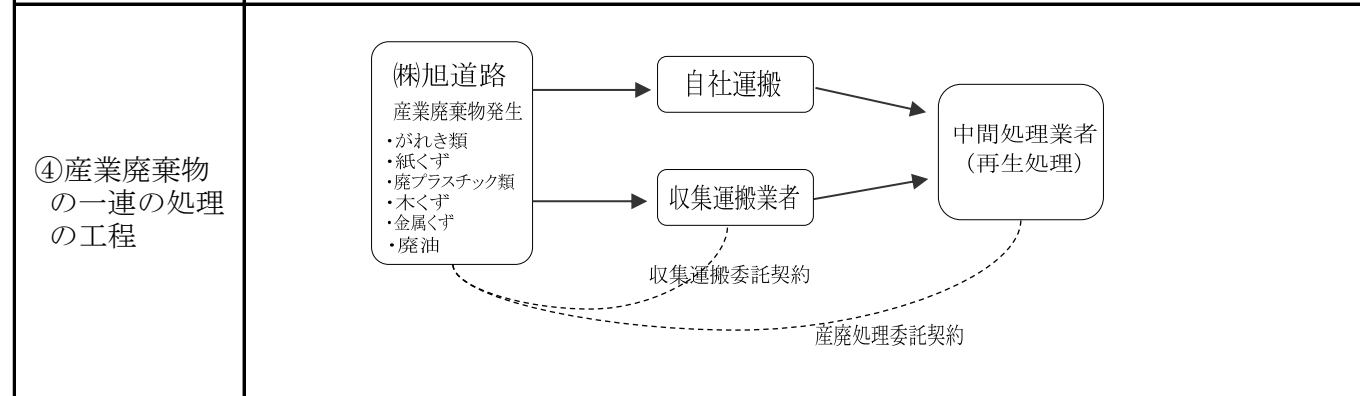 ④産業廃棄物
の一連の処理
の工程
㈱旭道路
産業廃棄物発生
・がれき類
・紙くず
・廃プラスチック類
・木くず
・金属くず
・廃油
自社運搬
収集運搬業者
中間処理業者
（再生処理）
収集運搬委託契約
産廃処理委託契約